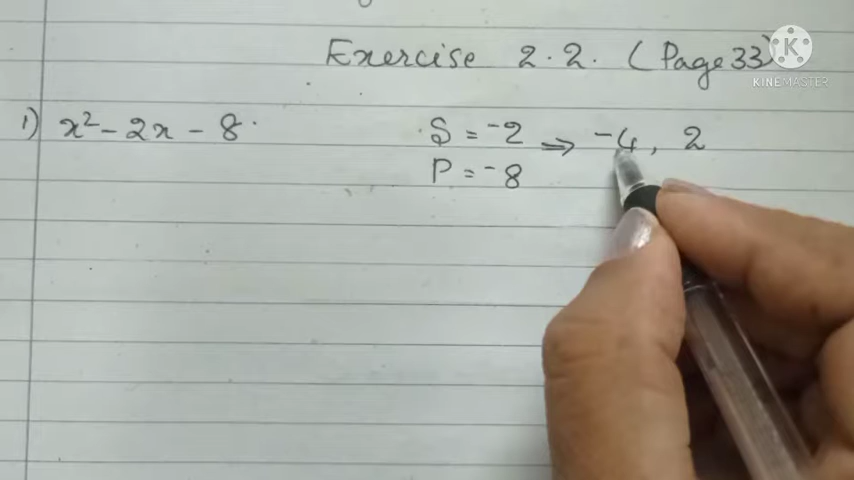 Exercise 2.2. (Page 33)
K
KINEMASTER
1) x² - 2x - 8.
S = -2 ⇒ -4, 2
P = -8